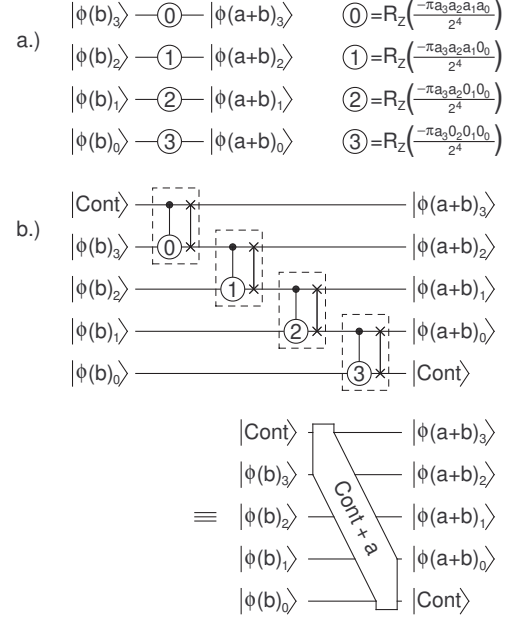 a.)
|ϕ(b)₃⟩ 0 |ϕ(a+b)₃⟩ 0 =R_Z(−πa₃a₂a₁a₀/2⁴)
|ϕ(b)₂⟩ 1 |ϕ(a+b)₂⟩ 1 =R_Z(−πa₃a₂a₁0₀/2⁴)
|ϕ(b)₁⟩ 2 |ϕ(a+b)₁⟩ 2 =R_Z(−πa₃a₂0₁0₀/2⁴)
|ϕ(b)₀⟩ 3 |ϕ(a+b)₀⟩ 3 =R_Z(−πa₃0₂0₁0₀/2⁴)
b.)
|Cont⟩ |ϕ(a+b)₃⟩
|ϕ(b)₃⟩ 0 |ϕ(a+b)₂⟩
|ϕ(b)₂⟩ 1 |ϕ(a+b)₁⟩
|ϕ(b)₁⟩ 2 |ϕ(a+b)₀⟩
|ϕ(b)₀⟩ 3 |Cont⟩
|Cont⟩ |ϕ(a+b)₃⟩
|ϕ(b)₃⟩ |ϕ(a+b)₂⟩
≡ |ϕ(b)₂⟩ Cont + a |ϕ(a+b)₁⟩
|ϕ(b)₁⟩ |ϕ(a+b)₀⟩
|ϕ(b)₀⟩ |Cont⟩